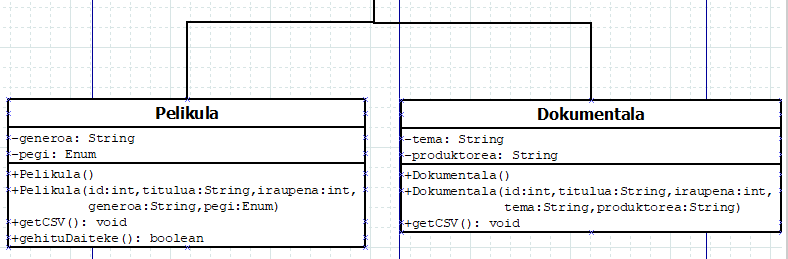 Pelikula
-generoa: String
-pegi: Enum
+Pelikula()
+Pelikula(id:int,titulua:String,iraupena:int,
generoa:String,pegi:Enum)
+getCSV(): void
+gehituDaiteke(): boolean
Dokumentala
-tema: String
-produktorea: String
+Dokumentala()
+Dokumentala(id:int,titulua:String,iraupena:int,
tema:String,produktorea:String)
+getCSV(): void